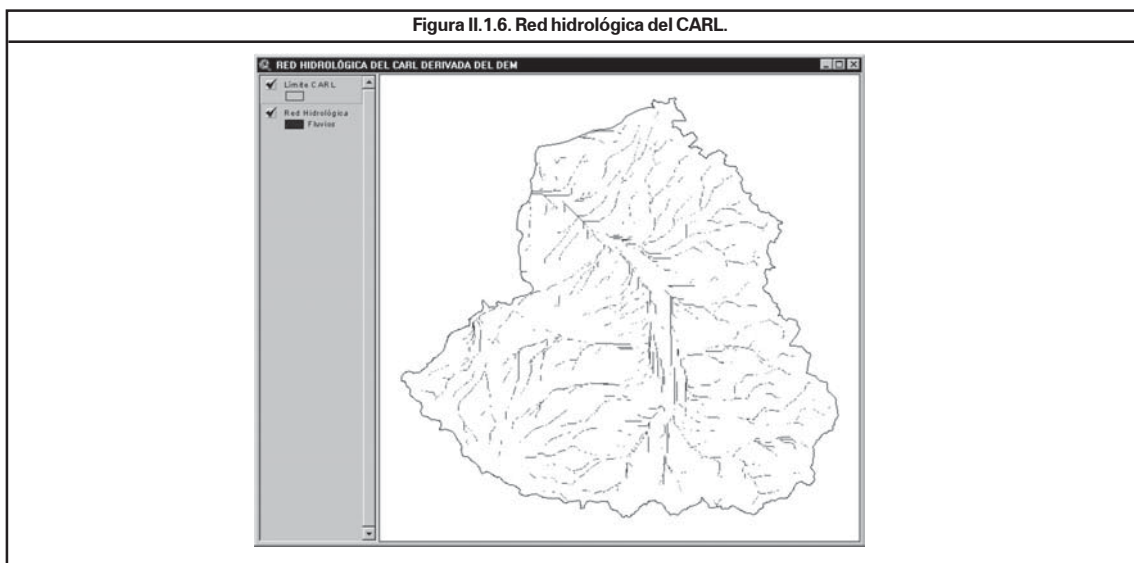 Figura II.1.6. Red hidrológica del CARL.
RED HIDROLÓGICA DEL CARL DERIVADA DEL DEM
Límite CARL
Red Hidrológica
Fluvios